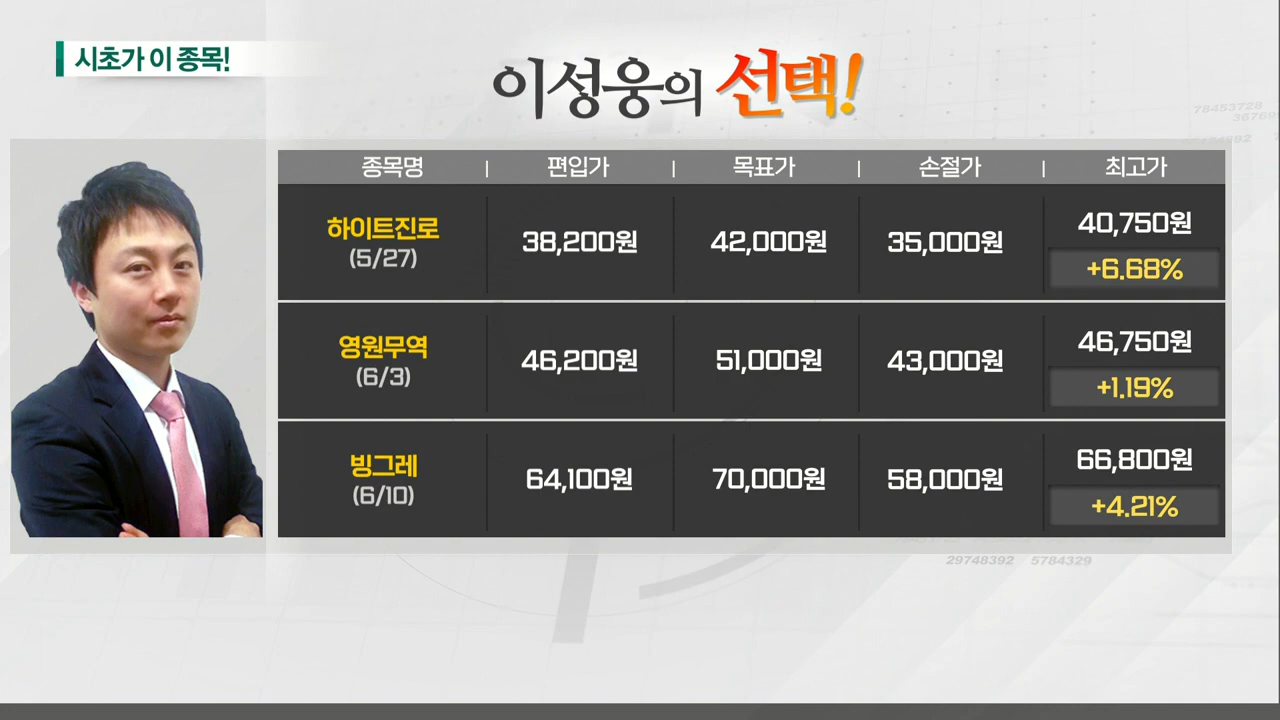 시초가 이 종목!
이성웅의 선택!
종목명 | 편입가 | 목표가 | 손절가 | 최고가
하이트진로
(5/27)
38,200원
42,000원
35,000원
40,750원
+6.68%
영원무역
(6/3)
46,200원
51,000원
43,000원
46,750원
+1.19%
빙그레
(6/10)
64,100원
70,000원
58,000원
66,800원
+4.21%
78453728
29748392 5784329